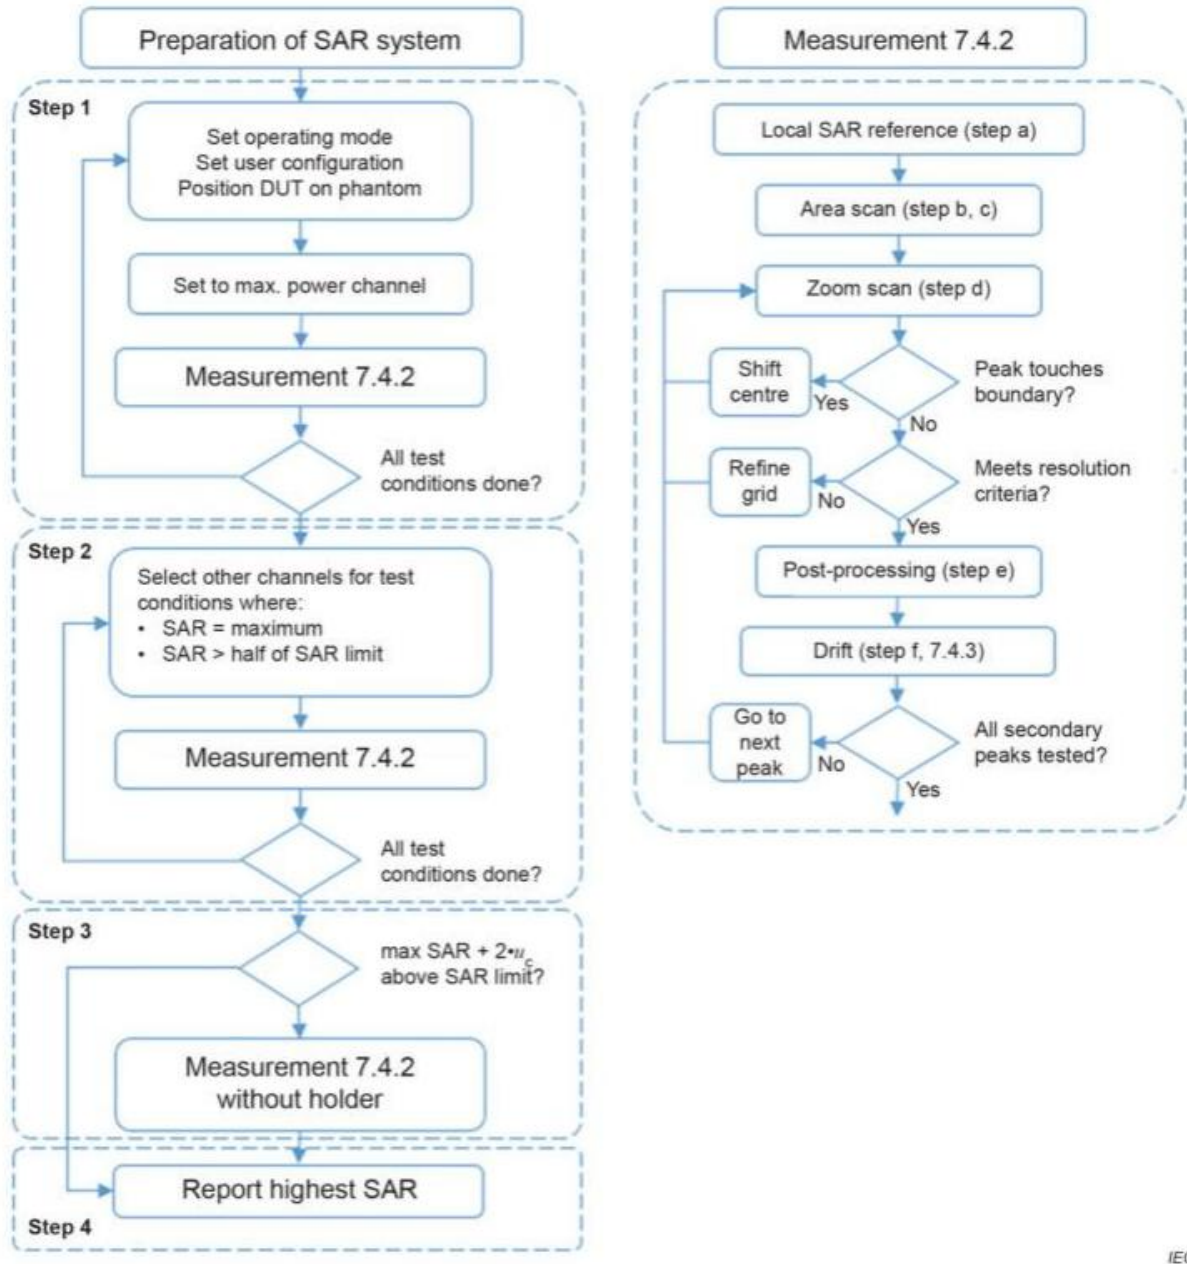 Preparation of SAR system
Step 1
Set operating mode
Set user configuration
Position DUT on phantom
Set to max. power channel
Measurement 7.4.2
All test
conditions done?
Step 2
Select other channels for test
conditions where:
• SAR = maximum
• SAR > half of SAR limit
Measurement 7.4.2
All test
conditions done?
Step 3
max SAR + 2•u_c
above SAR limit?
Measurement 7.4.2
without holder
Report highest SAR
Step 4
Measurement 7.4.2
Local SAR reference (step a)
Area scan (step b, c)
Zoom scan (step d)
Shift
centre
Yes
Peak touches
boundary?
No
Refine
grid
No
Meets resolution
criteria?
Yes
Post-processing (step e)
Drift (step f, 7.4.3)
Go to
next
peak
No
All secondary
peaks tested?
Yes